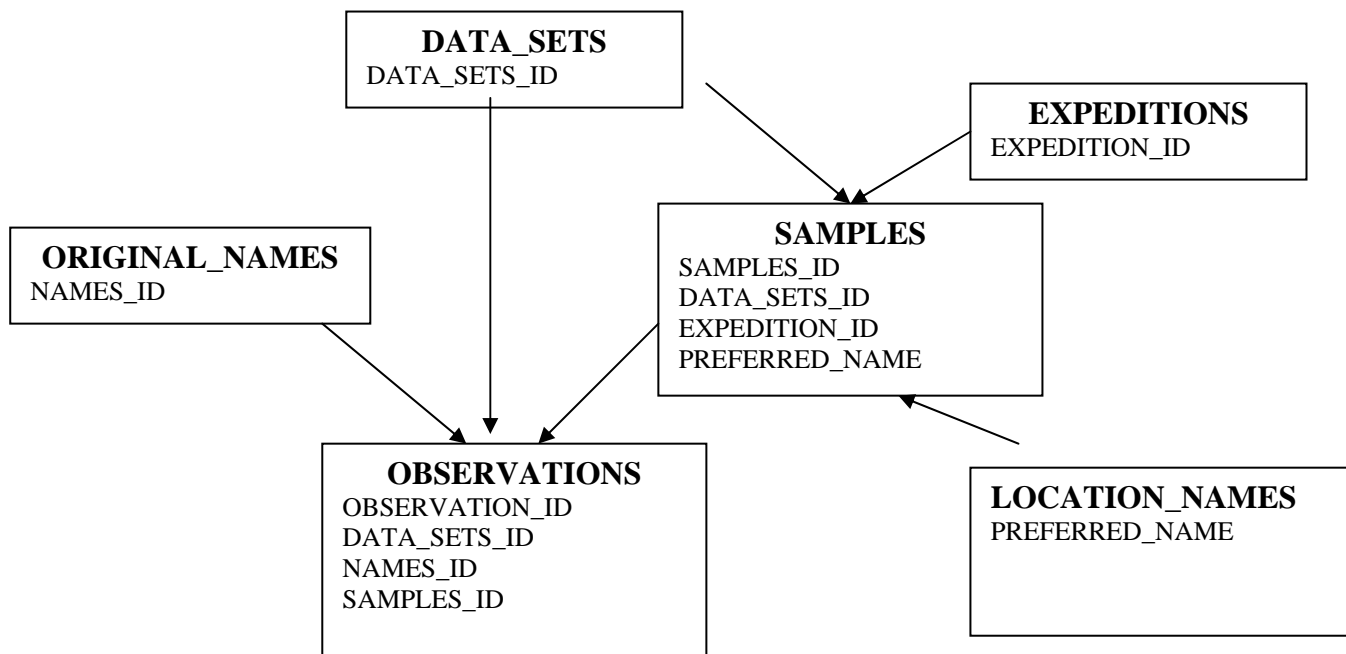 DATA_SETS
DATA_SETS_ID
EXPEDITIONS
EXPEDITION_ID
ORIGINAL_NAMES
NAMES_ID
SAMPLES
SAMPLES_ID
DATA_SETS_ID
EXPEDITION_ID
PREFERRED_NAME
OBSERVATIONS
OBSERVATION_ID
DATA_SETS_ID
NAMES_ID
SAMPLES_ID
LOCATION_NAMES
PREFERRED_NAME